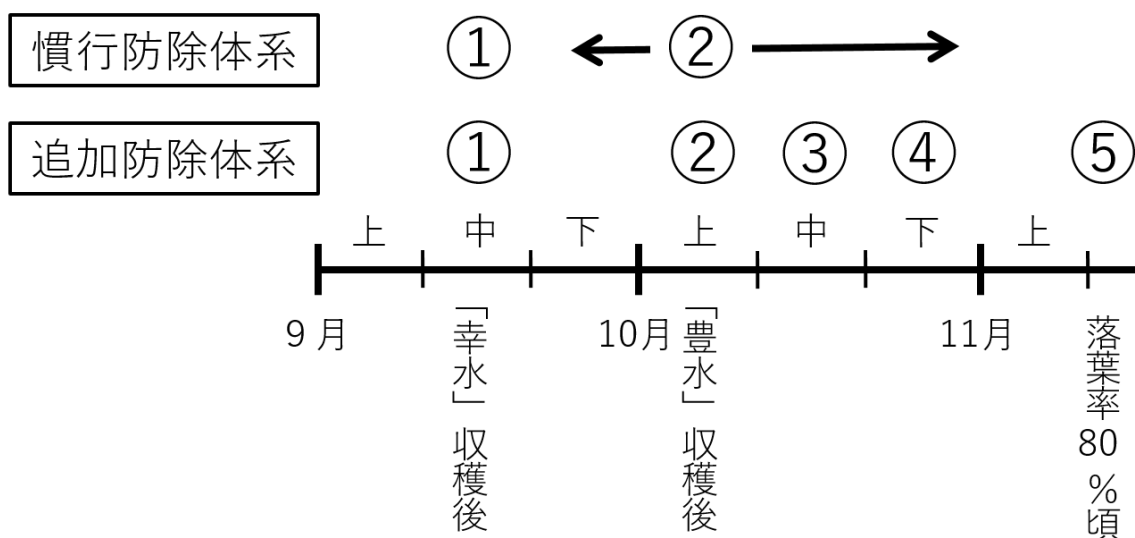 慣行防除体系 ① ②
追加防除体系 ① ② ③ ④ ⑤
上 中 下 上 中 下 上
9月 10月 11月
「幸水」収穫後
「豊水」収穫後
落葉率80%頃